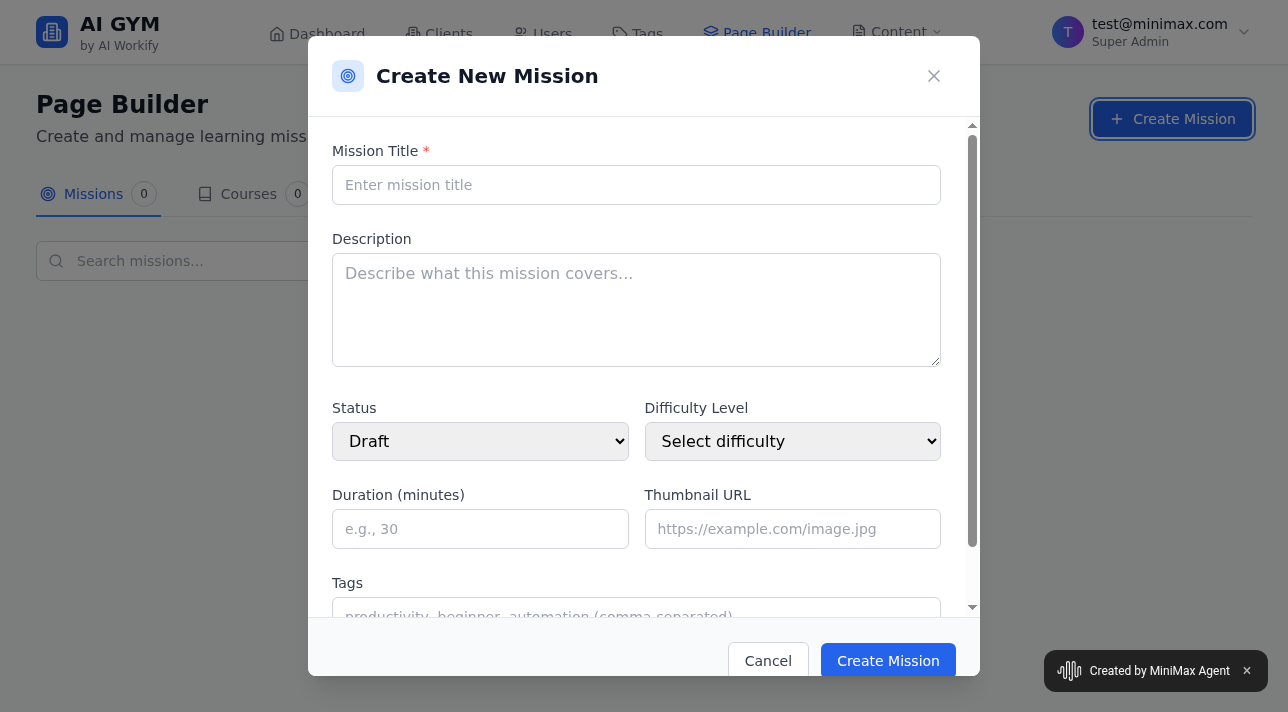 AI GYM
by AI Workify
Dashboard
Clients
Users
Tags
Page Builder
Content
T
test@minimax.com
Super Admin
Page Builder
Create and manage learning miss
Create Mission
Missions 0
Courses 0
Search missions...
Create New Mission
Mission Title *
Enter mission title
Description
Describe what this mission covers...
Status
Difficulty Level
Draft
Select difficulty
Duration (minutes)
Thumbnail URL
e.g., 30
https://example.com/image.jpg
Tags
productivity, beginner, automation (comma separated)
Cancel
Create Mission
Created by MiniMax Agent